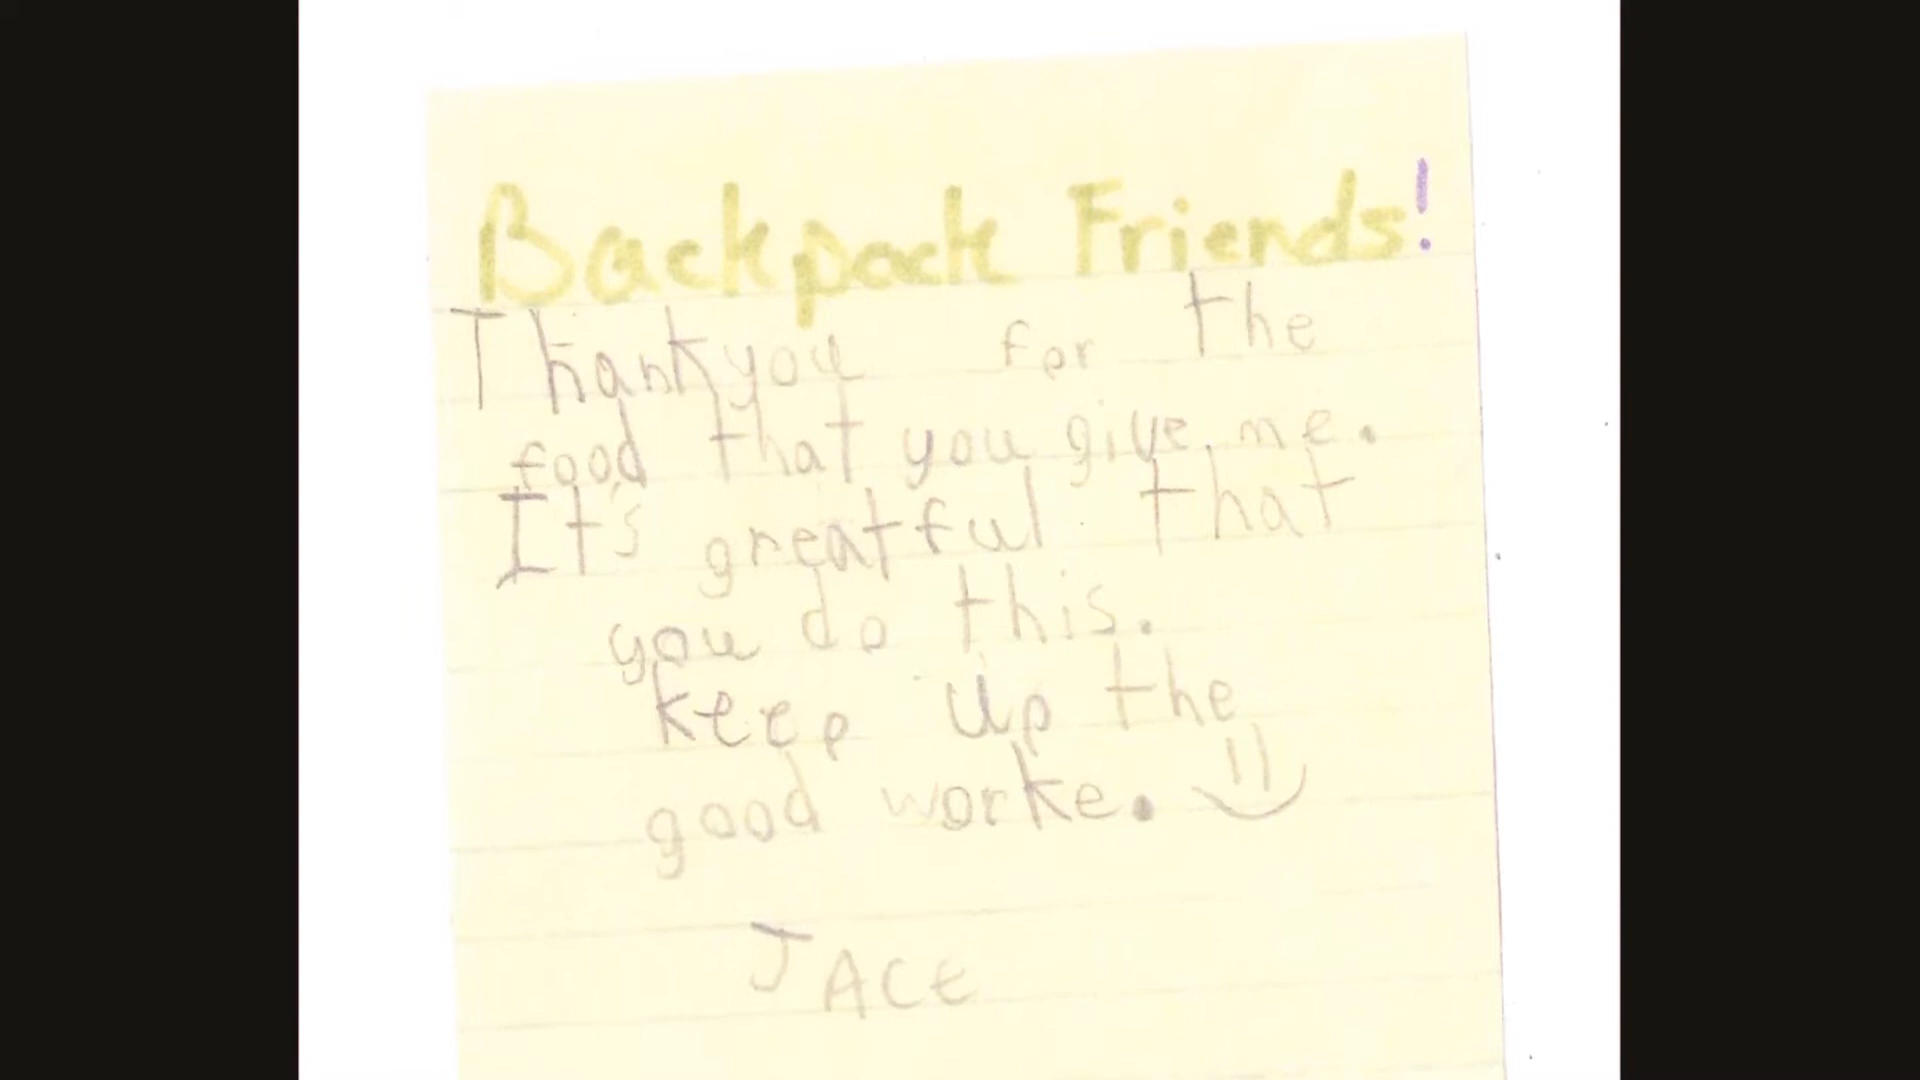 Backpack Friends!
Thankyou for the
food that you give me.
It's greatful that
you do this.
keep up the
good worke.
JACE